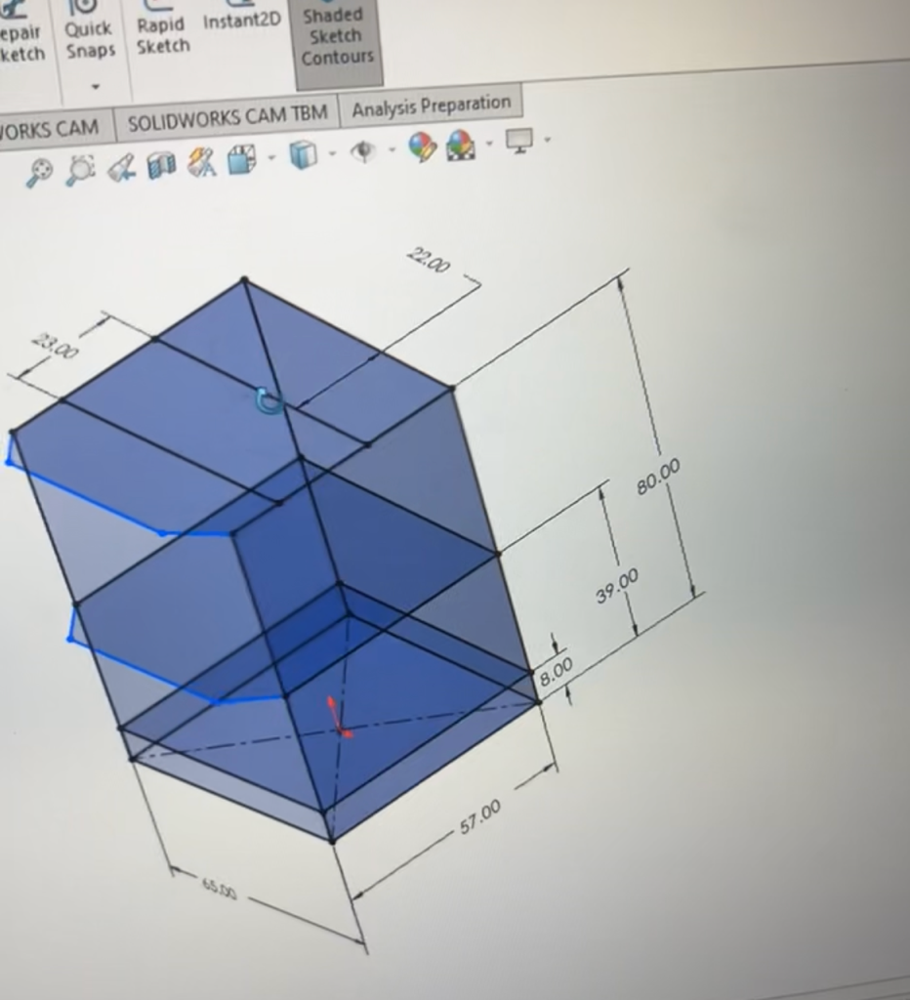 epair
ketch
Quick
Snaps
Rapid
Sketch
Instant2D
Shaded
Sketch
Contours
WORKS CAM
SOLIDWORKS CAM TBM
Analysis Preparation
22.00
23.00
80.00
39.00
8.00
57.00
65.00